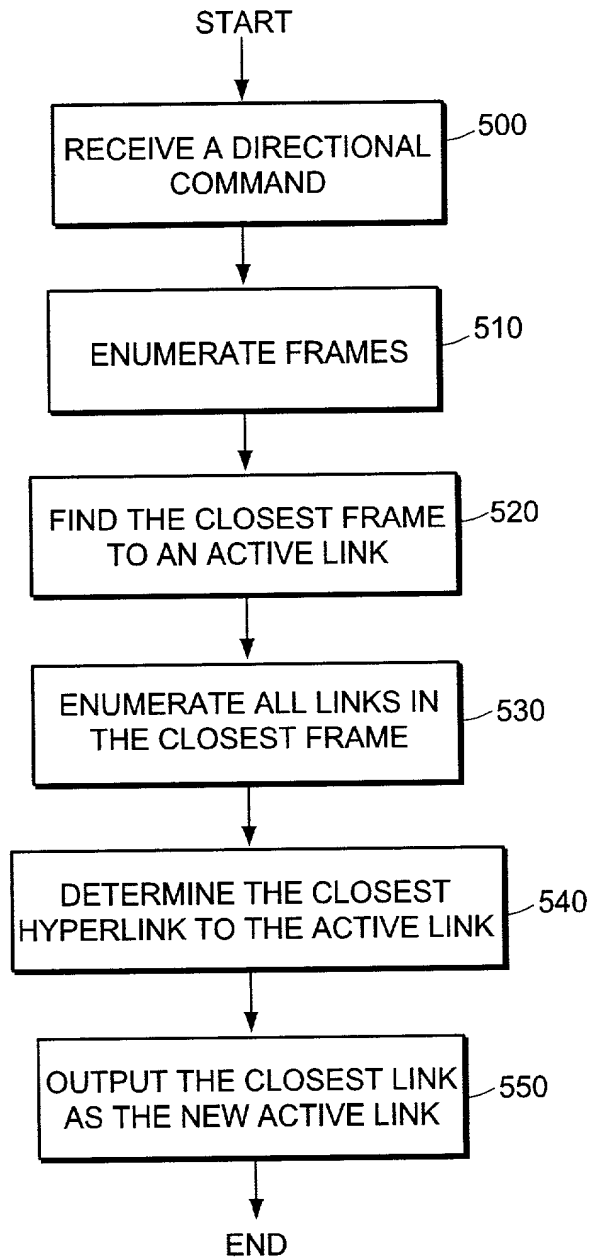 START
RECEIVE A DIRECTIONAL
COMMAND
500
ENUMERATE FRAMES
510
FIND THE CLOSEST FRAME
TO AN ACTIVE LINK
520
ENUMERATE ALL LINKS IN
THE CLOSEST FRAME
530
DETERMINE THE CLOSEST
HYPERLINK TO THE ACTIVE LINK
540
OUTPUT THE CLOSEST LINK
AS THE NEW ACTIVE LINK
550
END